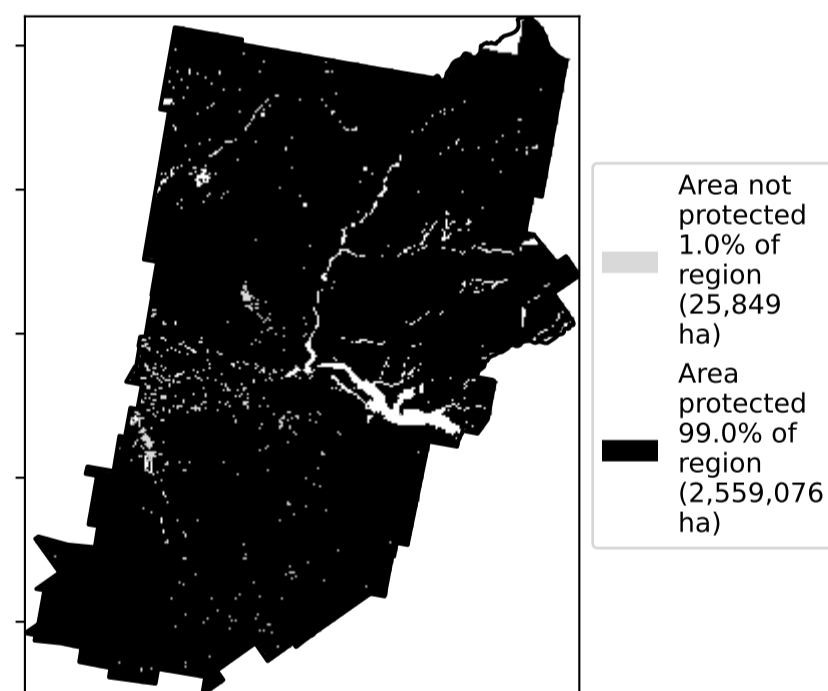 Area not
protected
1.0% of
region
(25,849
ha)
Area
protected
99.0% of
region
(2,559,076
ha)